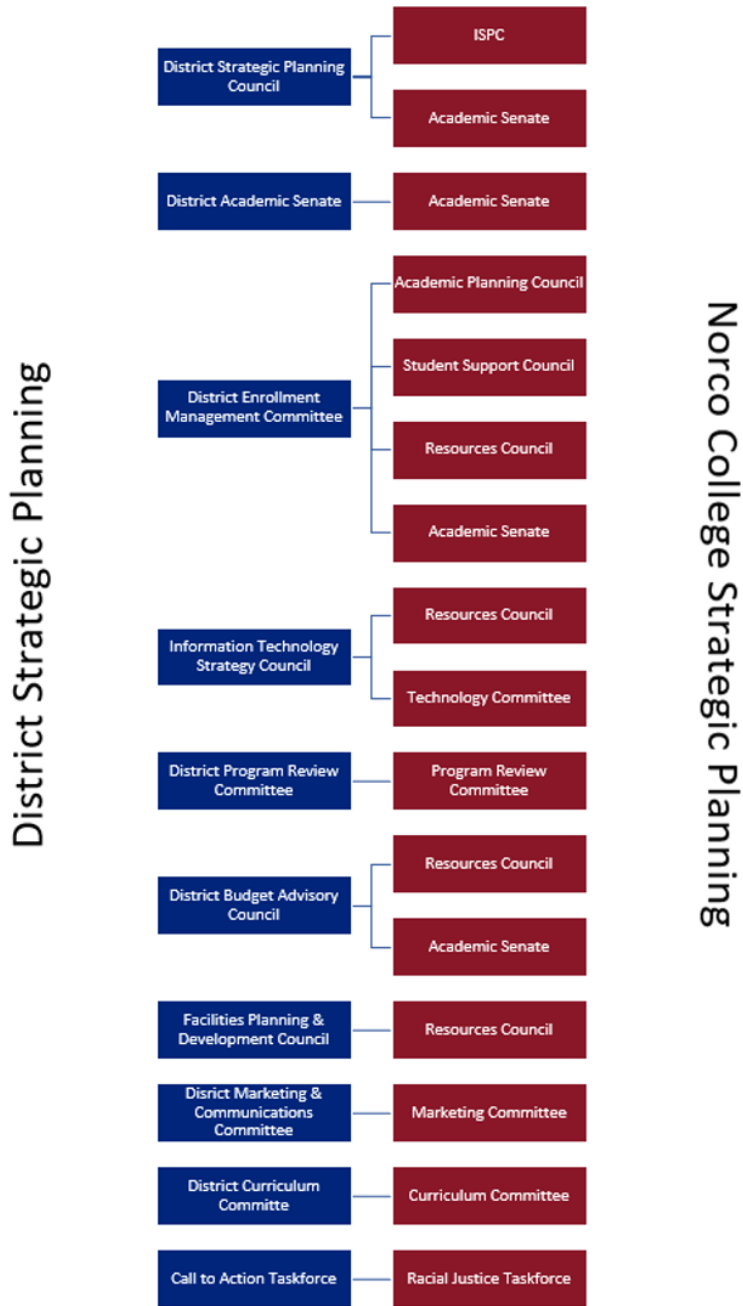 District Strategic Planning
District Strategic Planning
Council
ISPC
Academic Senate
District Academic Senate
Academic Senate
District Enrollment
Management Committee
Academic Planning Council
Student Support Council
Resources Council
Academic Senate
Information Technology
Strategy Council
Resources Council
Technology Committee
District Program Review
Committee
Program Review
Committee
District Budget Advisory
Council
Resources Council
Academic Senate
Facilities Planning &
Development Council
Resources Council
Disrict Marketing &
Communications
Committee
Marketing Committee
District Curriculum
Committe
Curriculum Committee
Call to Action Taskforce
Racial Justice Taskforce
Norco College Strategic Planning